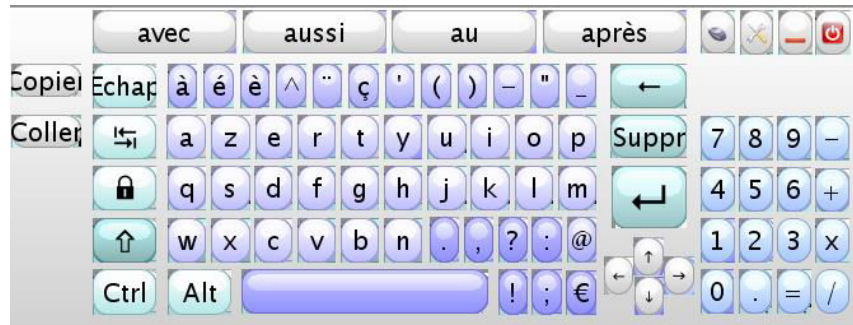 avec aussi au après
Copier Echap à é è ^ ¨ ç ' ( ) - " _ ←
Coller a z e r t y u i o p Suppr 7 8 9 -
q s d f g h j k l m 4 5 6 +
w x c v b n . , ? : @ ↑ 1 2 3 x
Ctrl Alt ! ; € ← ↓ → 0 . = /